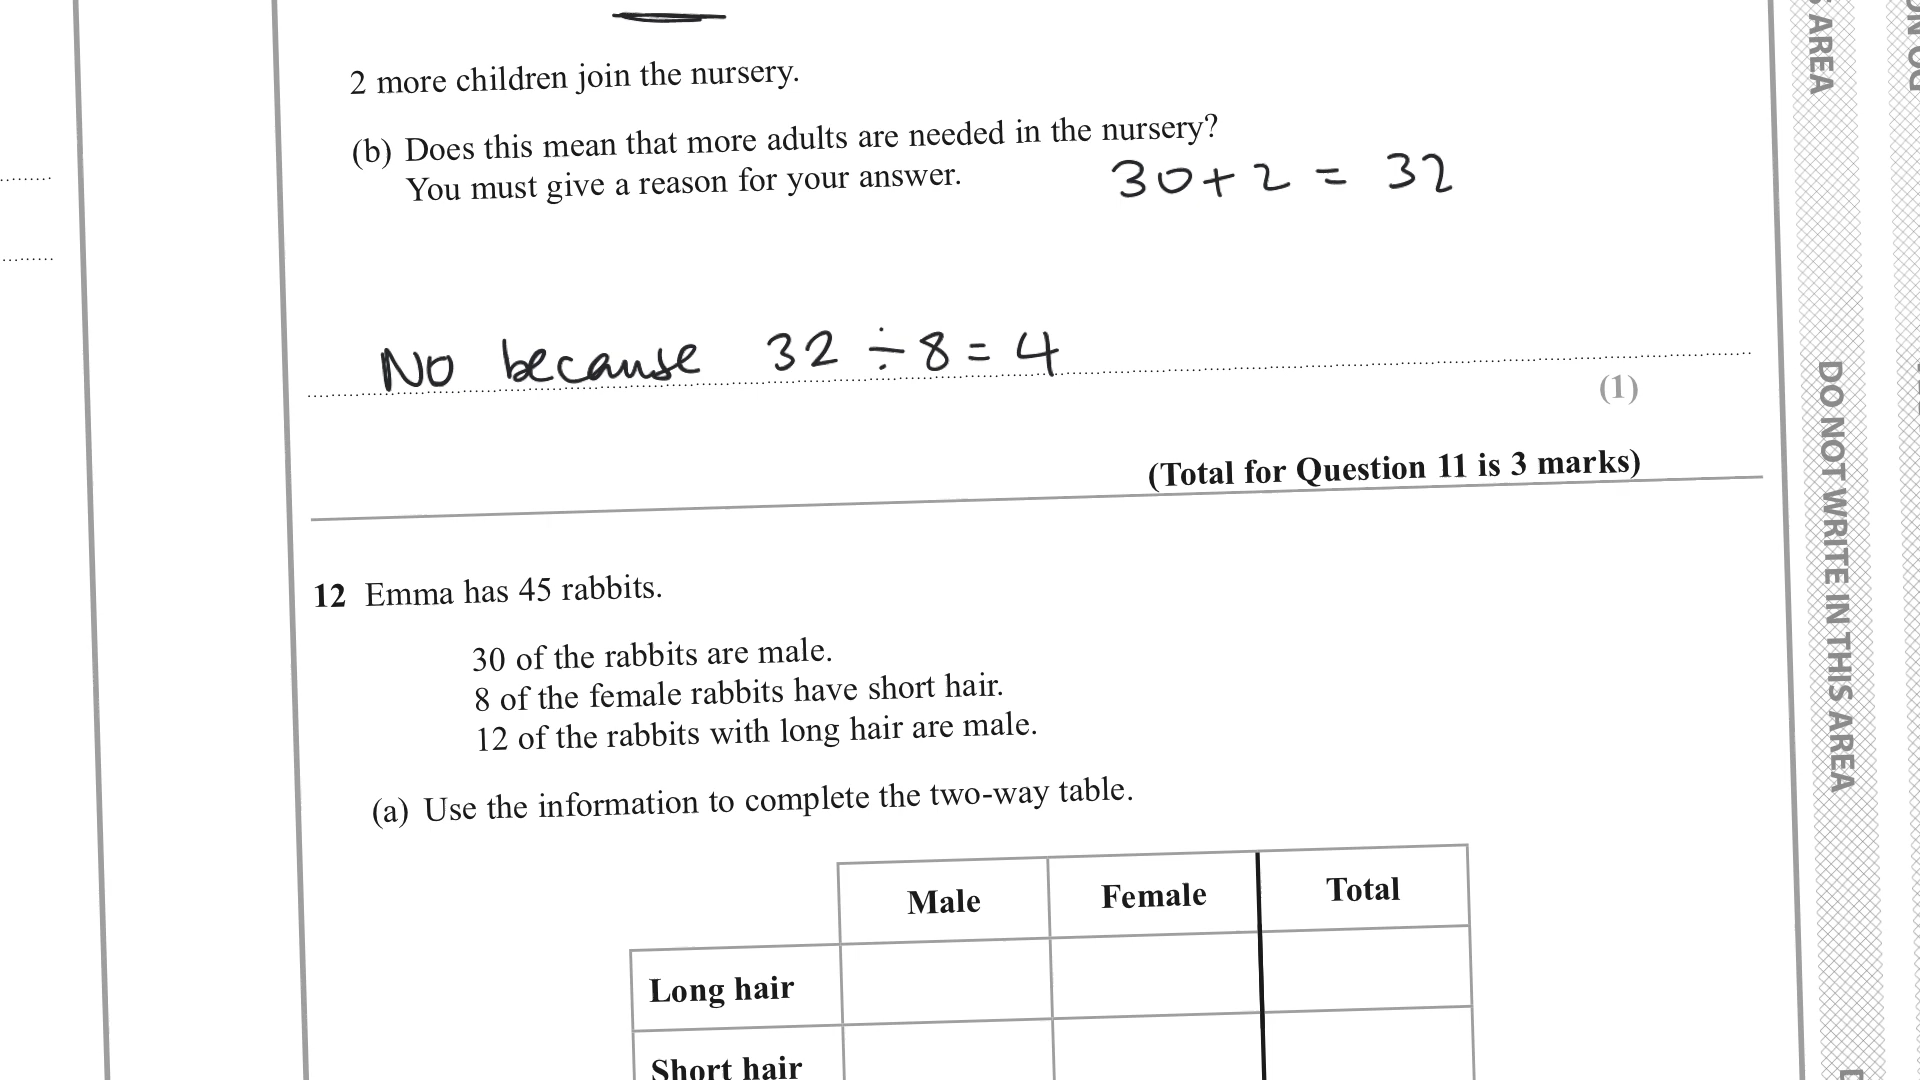 2 more children join the nursery.
(b) Does this mean that more adults are needed in the nursery?
You must give a reason for your answer.
30 + 2 = 32
No because 32 ÷ 8 = 4
(1)
(Total for Question 11 is 3 marks)
12 Emma has 45 rabbits.
30 of the rabbits are male.
8 of the female rabbits have short hair.
12 of the rabbits with long hair are male.
(a) Use the information to complete the two-way table.
Male Female Total
Long hair
Short hair
AREA
DO NOT WRITE IN THIS AREA